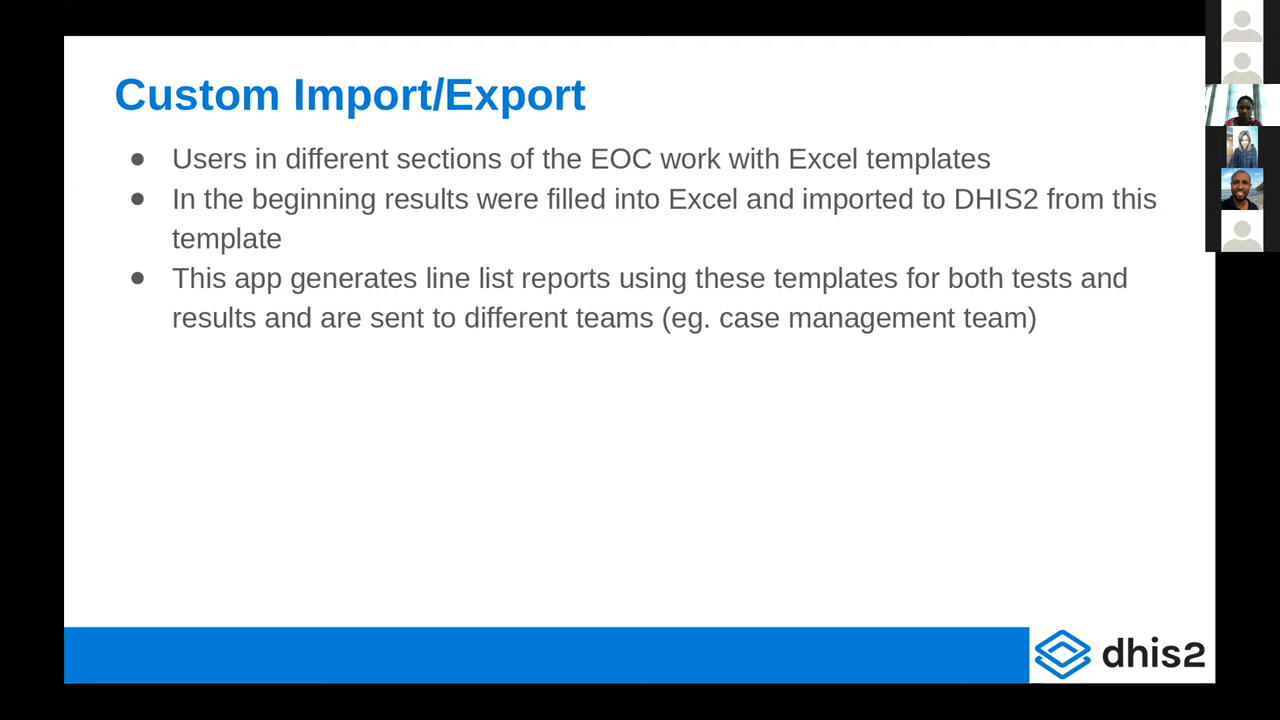 Custom Import/Export
● Users in different sections of the EOC work with Excel templates
● In the beginning results were filled into Excel and imported to DHIS2 from this
template
● This app generates line list reports using these templates for both tests and
results and are sent to different teams (eg. case management team)
dhis2